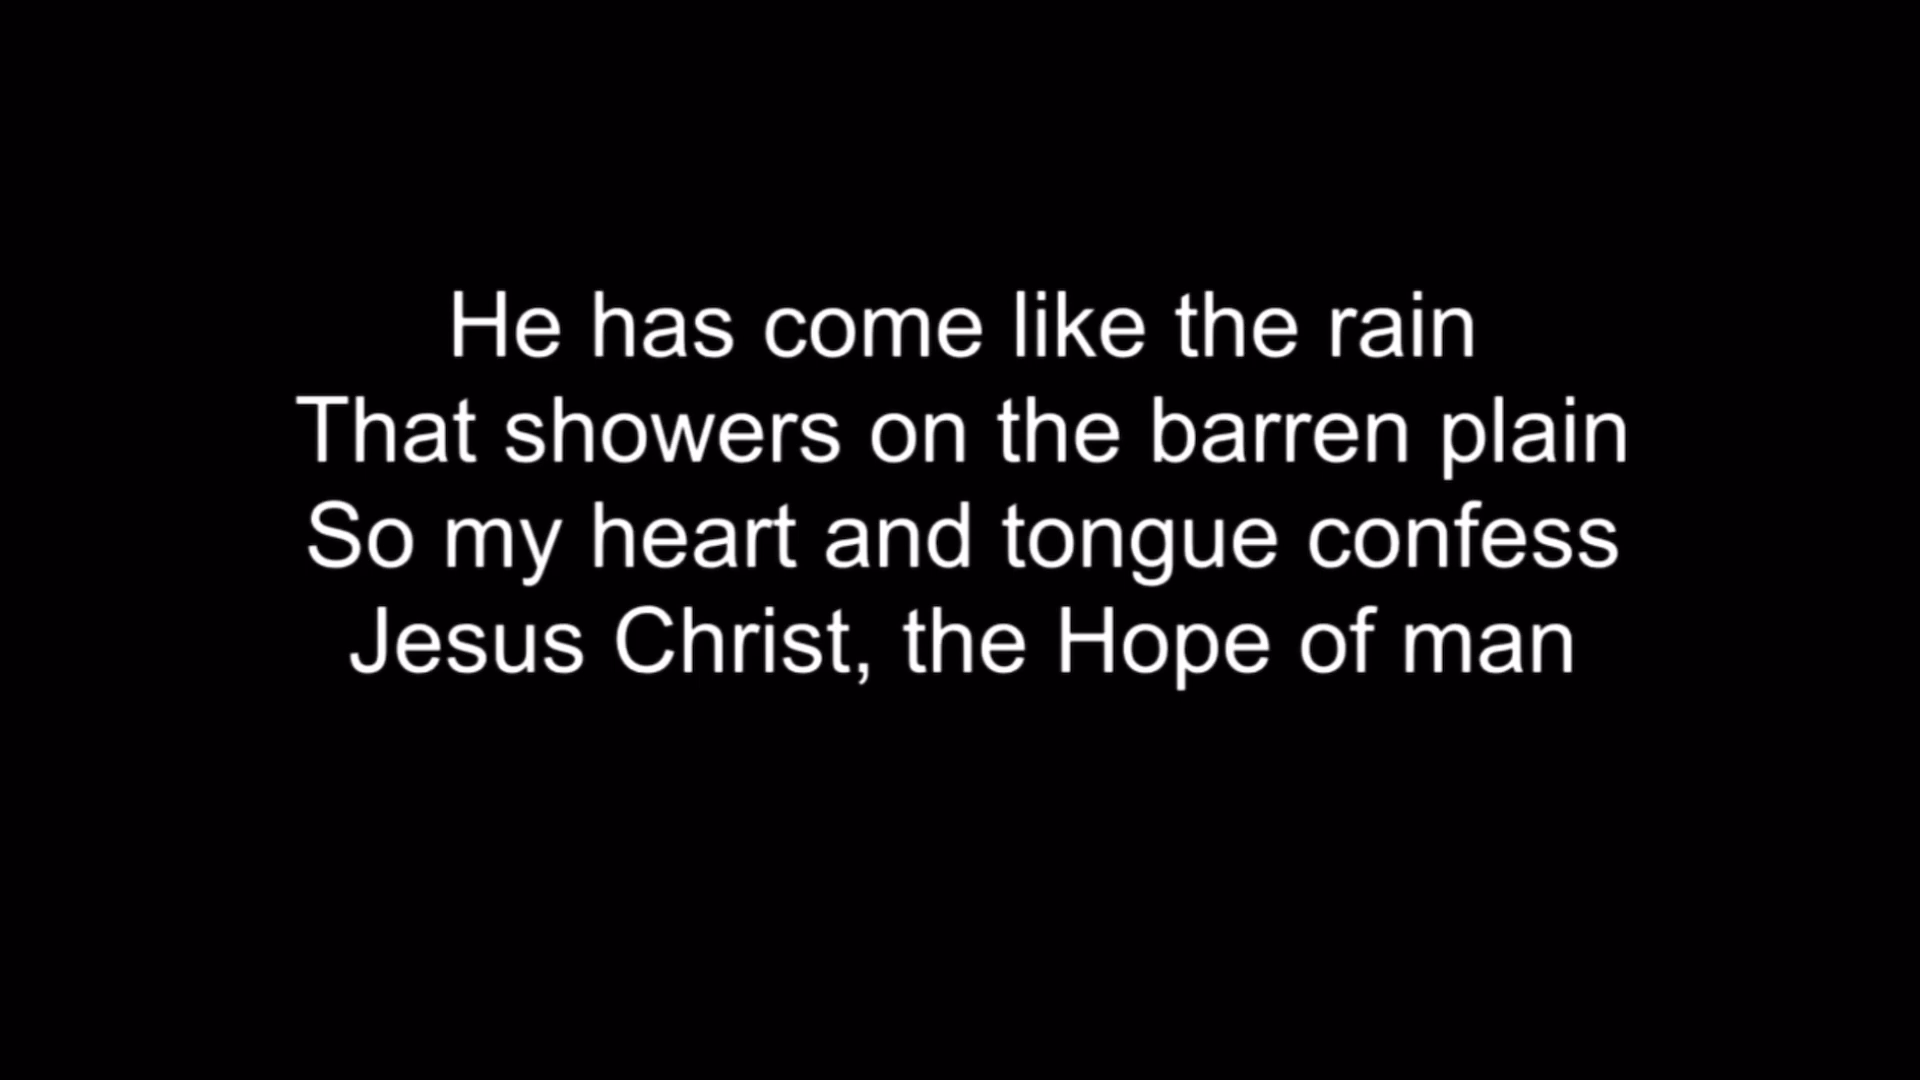 He has come like the rain
That showers on the barren plain
So my heart and tongue confess
Jesus Christ, the Hope of man